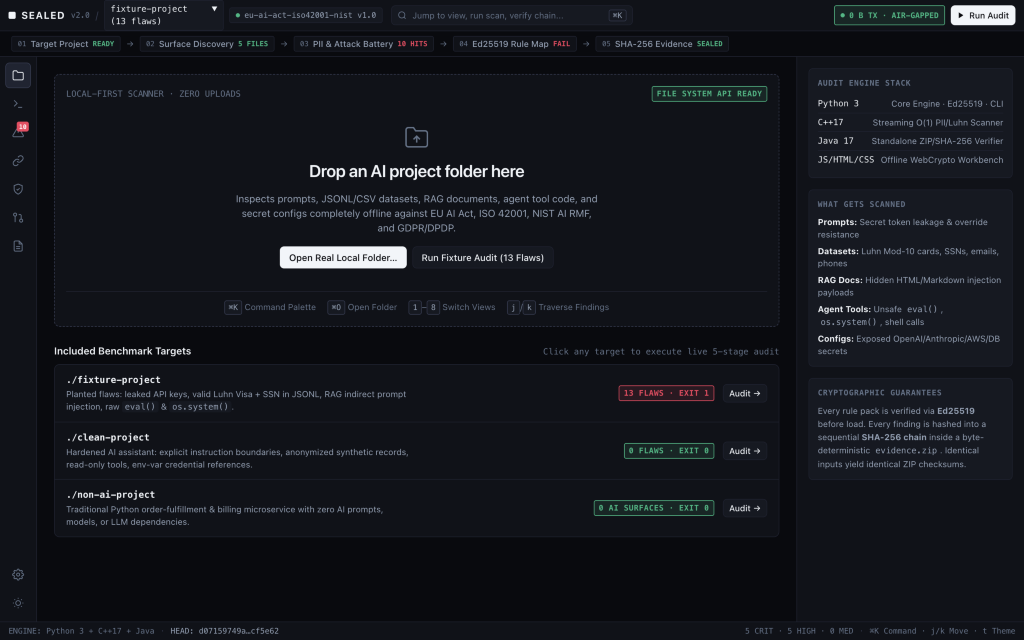 SEALED v2.0 / fixture-project (13 flaws) ▼ eu-ai-act-iso42001-nist v1.0 Jump to view, run scan, verify chain... ⌘K 0 B TX · AIR-GAPPED Run Audit
01 Target Project READY → 02 Surface Discovery 5 FILES → 03 PII & Attack Battery 10 HITS → 04 Ed25519 Rule Map FAIL → 05 SHA-256 Evidence SEALED
10
LOCAL-FIRST SCANNER · ZERO UPLOADS
FILE SYSTEM API READY
Drop an AI project folder here
Inspects prompts, JSONL/CSV datasets, RAG documents, agent tool code, and
secret configs completely offline against EU AI Act, ISO 42001, NIST AI RMF,
and GDPR/DPDP.
Open Real Local Folder... Run Fixture Audit (13 Flaws)
⌘K Command Palette ⌘O Open Folder 1–8 Switch Views j/k Traverse Findings
Included Benchmark Targets
Click any target to execute live 5-stage audit
./fixture-project
Planted flaws: leaked API keys, valid Luhn Visa + SSN in JSONL, RAG indirect prompt
injection, raw eval() & os.system().
13 FLAWS · EXIT 1 Audit →
./clean-project
Hardened AI assistant: explicit instruction boundaries, anonymized synthetic records,
read-only tools, env-var credential references.
0 FLAWS · EXIT 0 Audit →
./non-ai-project
Traditional Python order-fulfillment & billing microservice with zero AI prompts,
models, or LLM dependencies.
0 AI SURFACES · EXIT 0 Audit →
AUDIT ENGINE STACK
Python 3 Core Engine · Ed25519 · CLI
C++17 Streaming O(1) PII/Luhn Scanner
Java 17 Standalone ZIP/SHA-256 Verifier
JS/HTML/CSS Offline WebCrypto Workbench
WHAT GETS SCANNED
Prompts: Secret token leakage & override
resistance
Datasets: Luhn Mod-10 cards, SSNs, emails,
phones
RAG Docs: Hidden HTML/Markdown injection
payloads
Agent Tools: Unsafe eval() ,
os.system() , shell calls
Configs: Exposed OpenAI/Anthropic/AWS/DB
secrets
CRYPTOGRAPHIC GUARANTEES
Every rule pack is verified via Ed25519
before load. Every finding is hashed into a
sequential SHA-256 chain inside a byte-
deterministic evidence.zip . Identical
inputs yield identical ZIP checksums.
ENGINE: Python 3 + C++17 + Java · HEAD: d07159749a…cf5e62
5 CRIT · 5 HIGH · 0 MED · ⌘K Command · j/k Move · t Theme